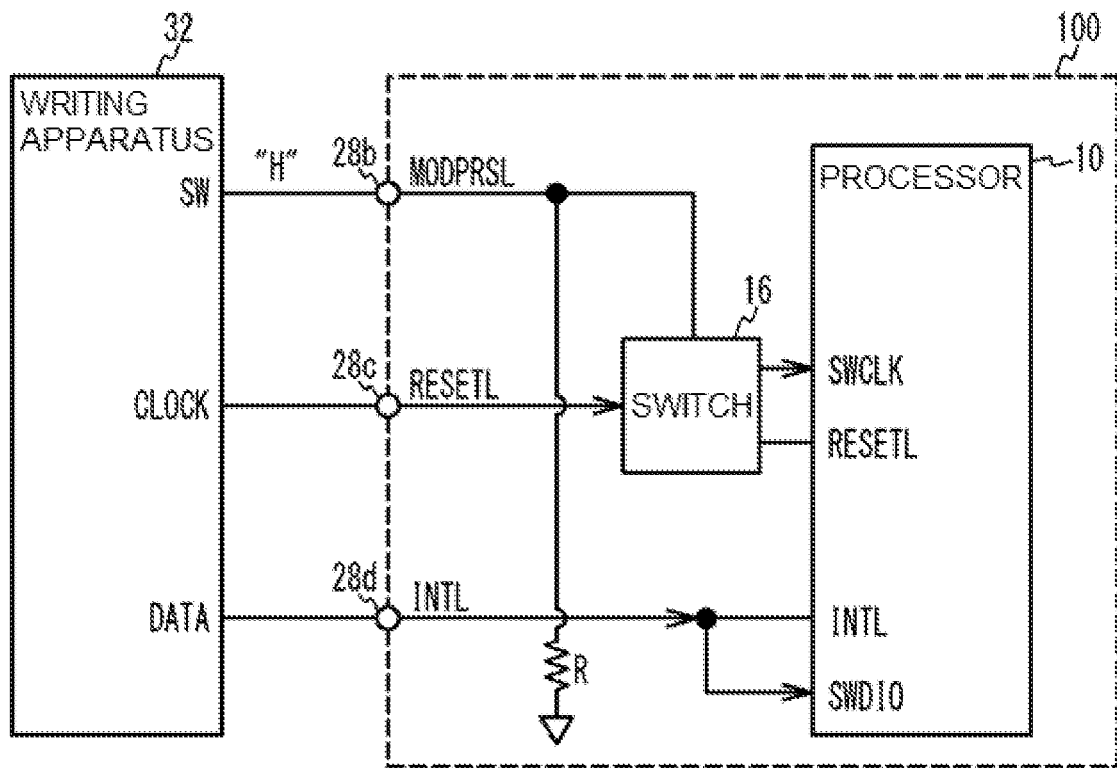 32
100
WRITING
APPARATUS
"H"
28b
MODPRSL
PROCESSOR
10
SW
16
28c
RESETL
SWCLK
CLOCK
SWITCH
RESETL
28d
INTL
DATA
INTL
R
SWDIO